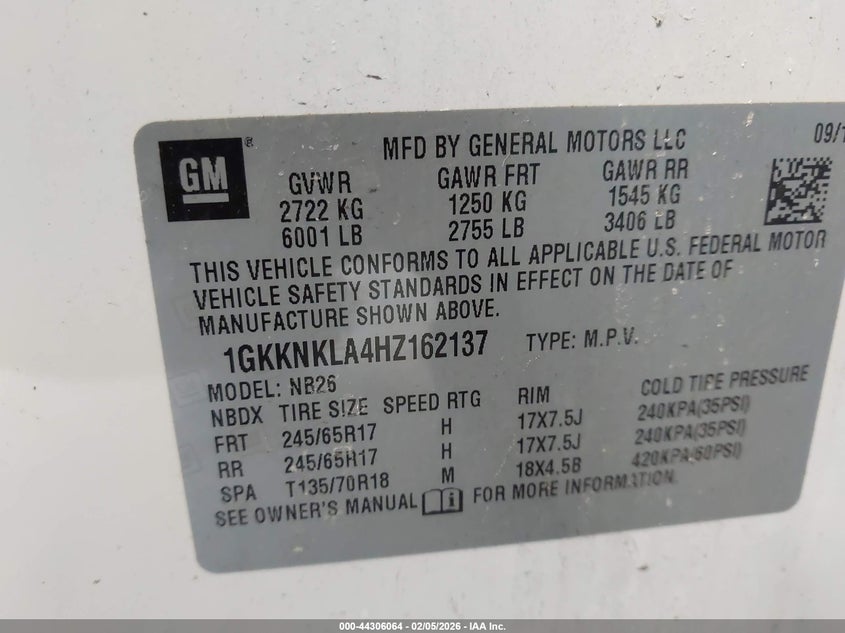 GM ®
MFD BY GENERAL MOTORS LLC 09/1
GVWR GAWR FRT GAWR RR
2722 KG 1250 KG 1545 KG
6001 LB 2755 LB 3406 LB
THIS VEHICLE CONFORMS TO ALL APPLICABLE U.S. FEDERAL MOTOR
VEHICLE SAFETY STANDARDS IN EFFECT ON THE DATE OF
MANUFACTURE SHOWN ABOVE.
1GKKNKLA4HZ162137 TYPE: M.P.V.
MODEL: NB26
NBDX TIRE SIZE SPEED RTG RIM COLD TIRE PRESSURE
FRT 245/65R17 H 17X7.5J 240KPA(35PSI)
RR 245/65R17 H 17X7.5J 240KPA(35PSI)
SPA T135/70R18 M 18X4.5B 420KPA(60PSI)
SEE OWNER'S MANUAL i FOR MORE INFORMATION.
000-44306064 - 02/05/2026 - IAA Inc.